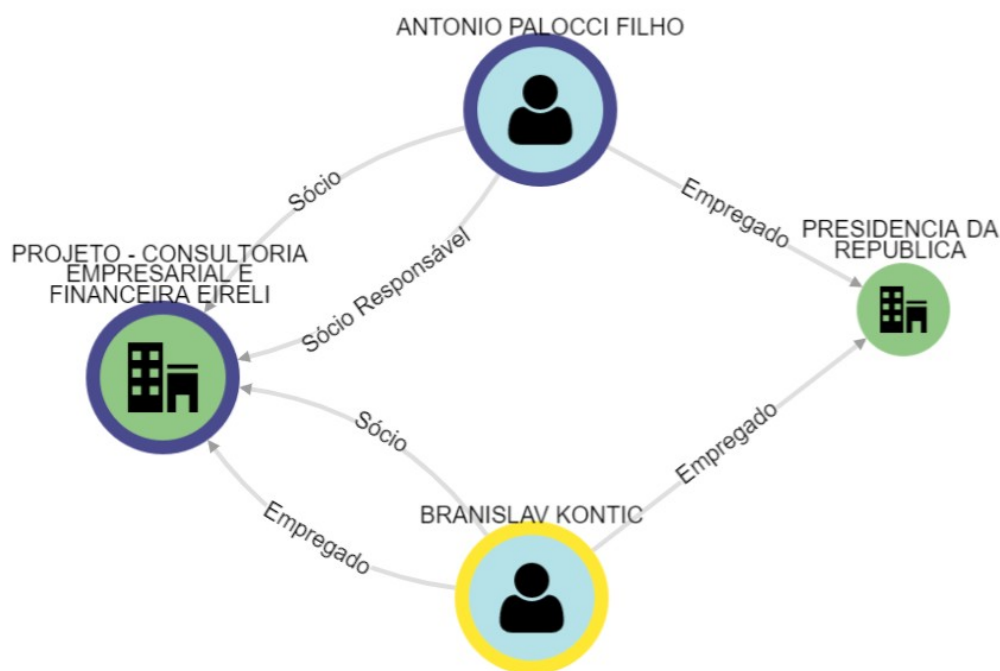 ANTONIO PALOCCI FILHO
Sócio
Empregado
PRESIDENCIA DA
REPUBLICA
PROJETO - CONSULTORIA
EMPRESARIAL E
FINANCEIRA EIRELI
Sócio Responsável
Sócio
Empregado
Empregado
BRANISLAV KONTIC